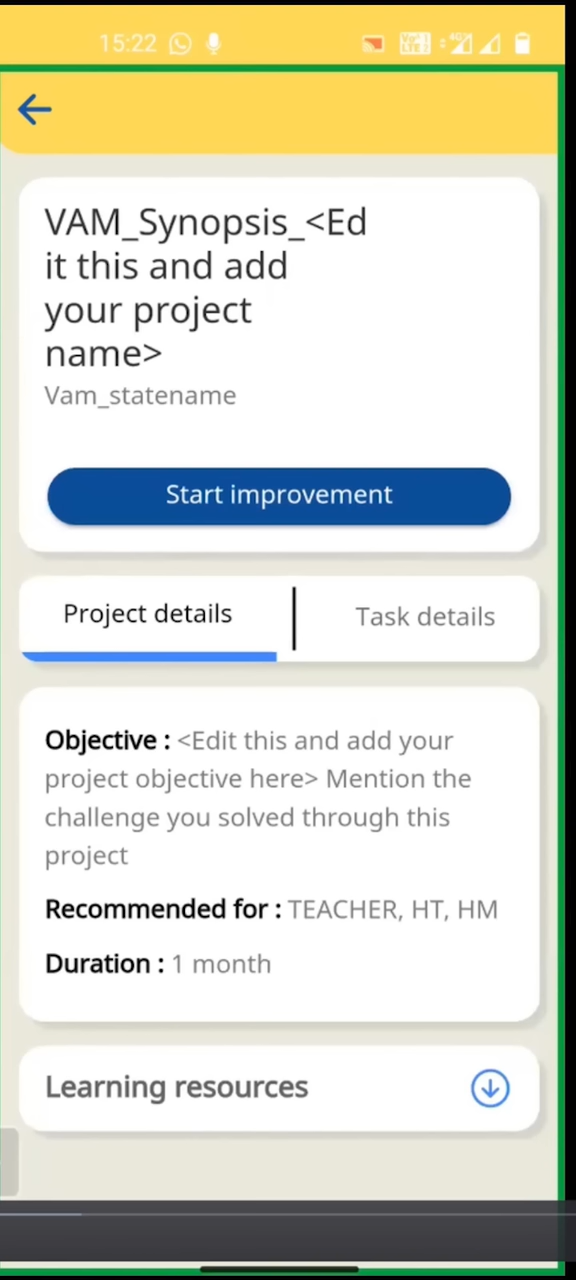 15:22
VAM_Synopsis_<Ed
it this and add
your project
name>
Vam_statename
Start improvement
Project details
Task details
Objective : <Edit this and add your
project objective here> Mention the
challenge you solved through this
project
Recommended for : TEACHER, HT, HM
Duration : 1 month
Learning resources